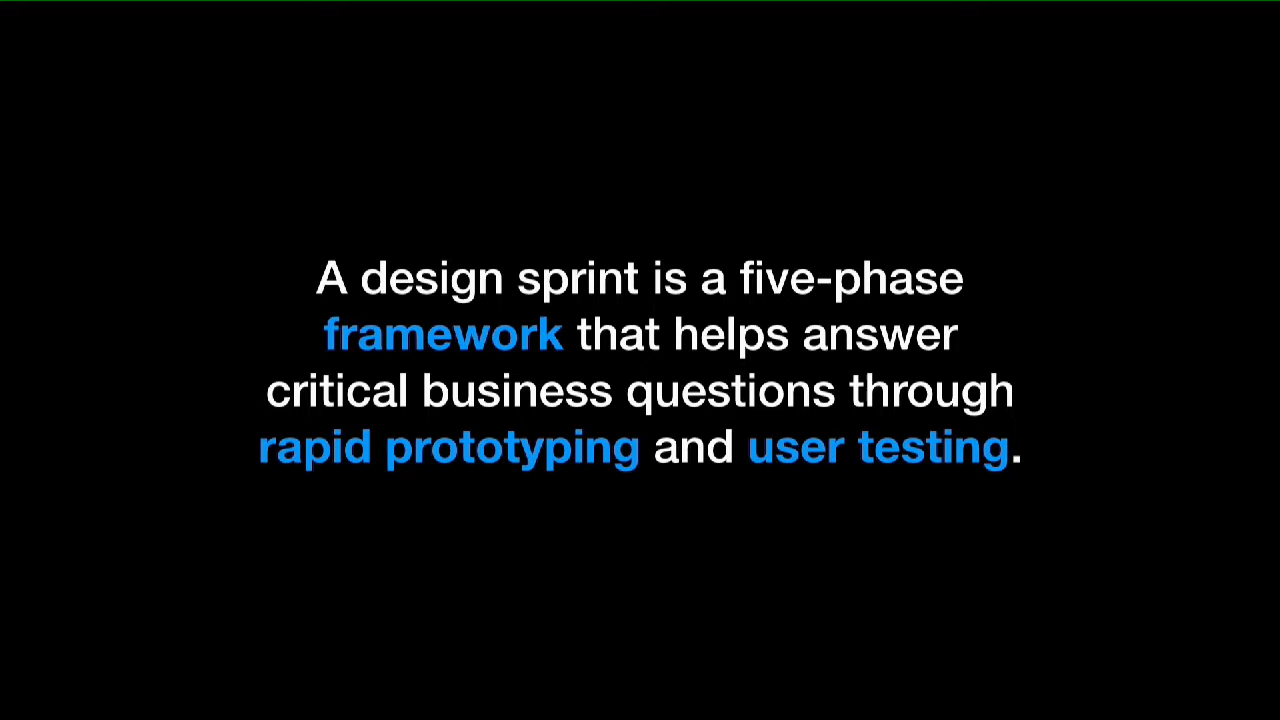 A design sprint is a five-phase
framework that helps answer
critical business questions through
rapid prototyping and user testing.